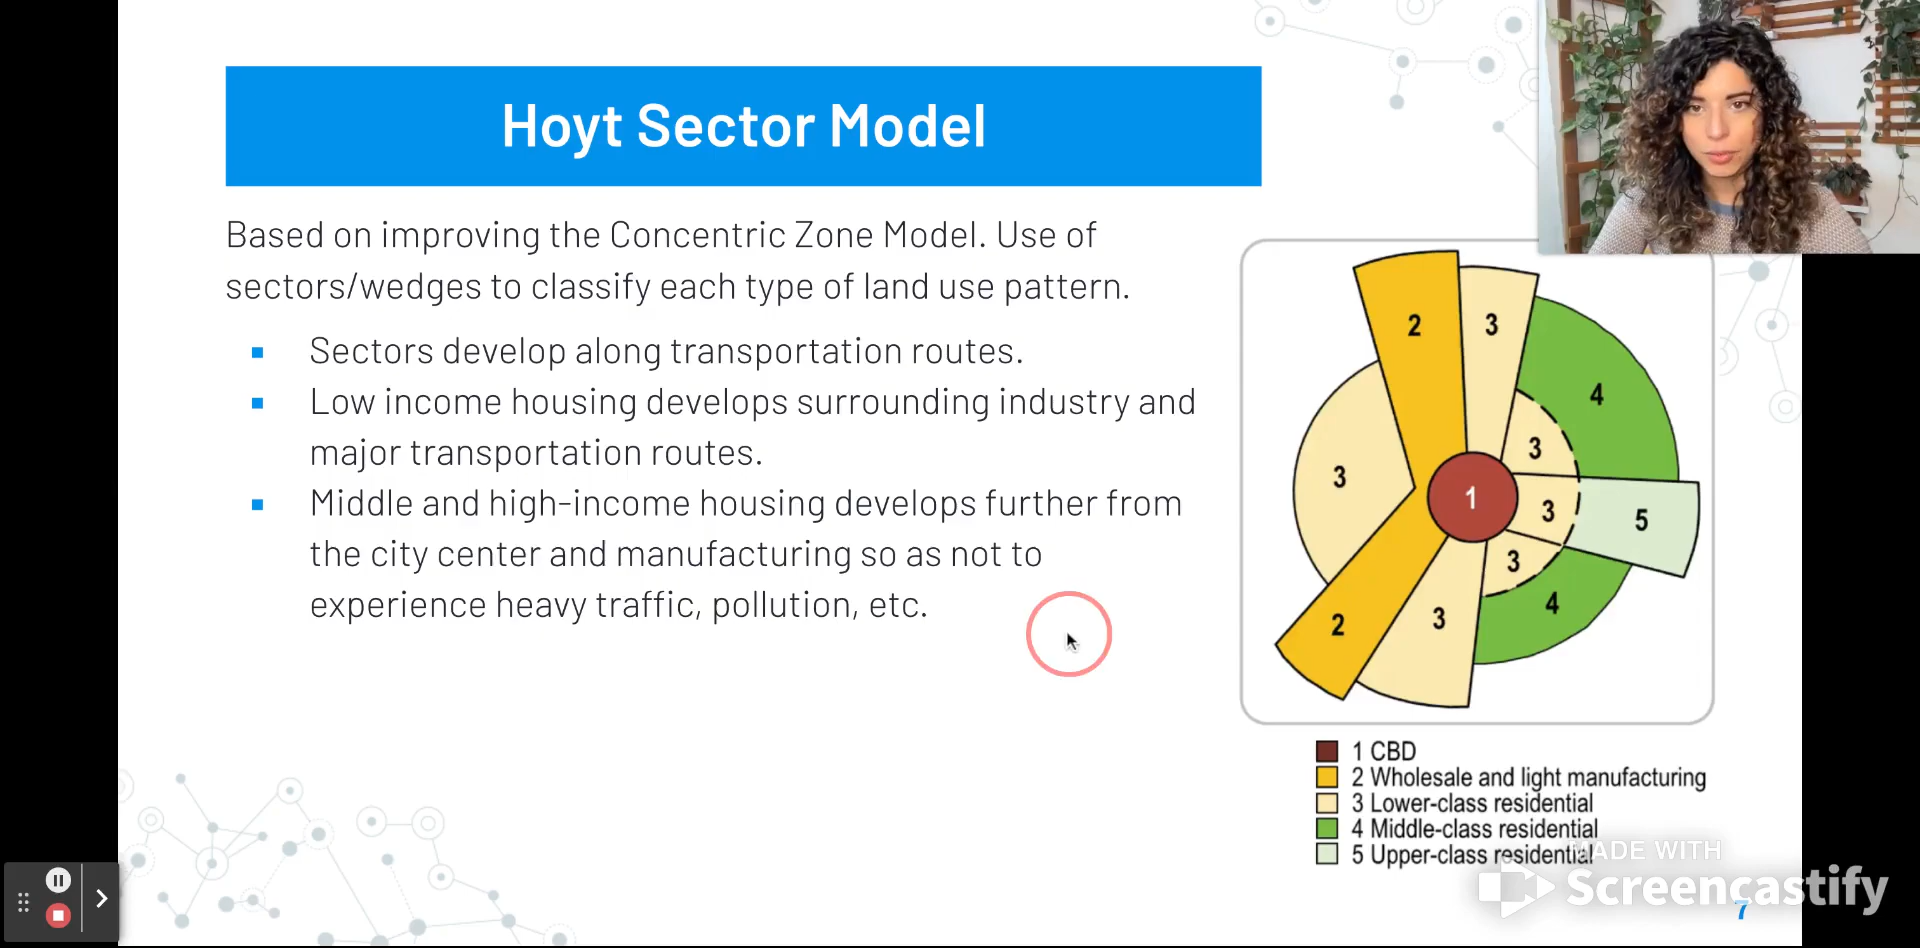 Hoyt Sector Model
Based on improving the Concentric Zone Model. Use of
sectors/wedges to classify each type of land use pattern.
Sectors develop along transportation routes.
Low income housing develops surrounding industry and
major transportation routes.
Middle and high-income housing develops further from
the city center and manufacturing so as not to
experience heavy traffic, pollution, etc.
2
3
4
3
3
1
3
5
3
4
2
3
1 CBD
2 Wholesale and light manufacturing
3 Lower-class residential
4 Middle-class residential
5 Upper-class residential
MADE WITH
Screencastify
7